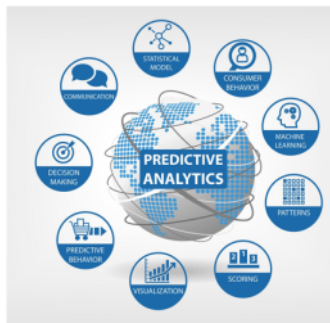 STATISTICAL
MODEL
CONSUMER
BEHAVIOR
MACHINE
LEARNING
PATTERNS
SCORING
VISUALIZATION
PREDICTIVE
BEHAVIOR
DECISION
MAKING
COMMUNICATION
PREDICTIVE
ANALYTICS